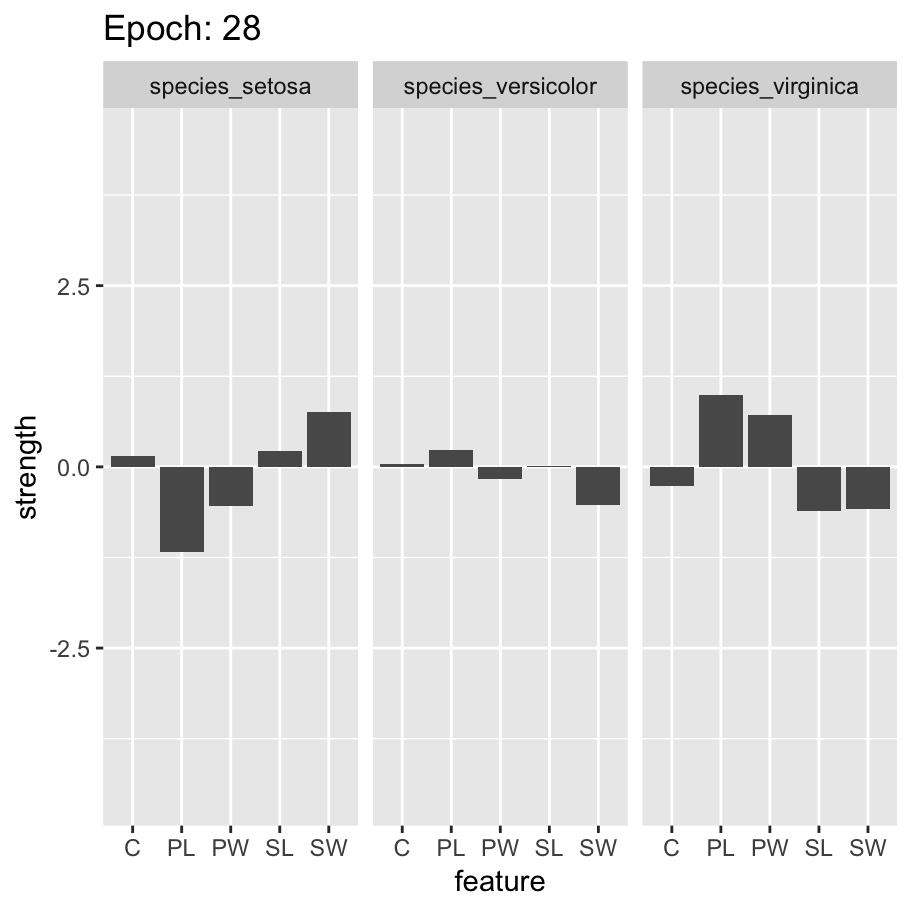 Epoch: 28
species_setosa species_versicolor species_virginica
2.5
0.0
-2.5
strength
C PL PW SL SW C PL PW SL SW C PL PW SL SW
feature